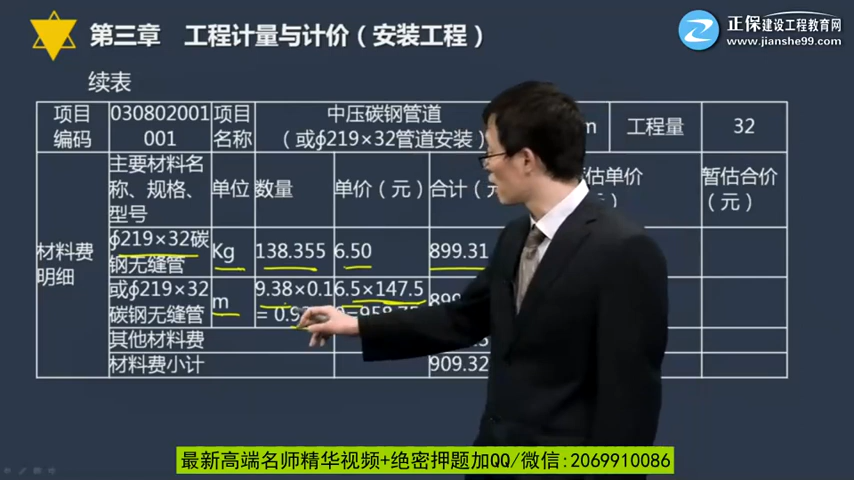 第三章 工程计量与计价（安装工程）
正保建设工程教育网
www.jianshe99.com
续表
项目编码
030802001001
项目名称
中压碳钢管道
（或∮219×32管道安装）
m
工程量
32
材料费明细
主要材料名称、规格、型号
单位
数量
单价（元）
合计（
估单价
暂估合价（元）
∮219×32碳钢无缝管
Kg
138.355
6.50
899.31
或∮219×32碳钢无缝管
m
9.38×0.1
= 0.9
6.5×147.5
其他材料费
材料费小计
909.32
最新高端名师精华视频+绝密押题加QQ/微信:2069910086